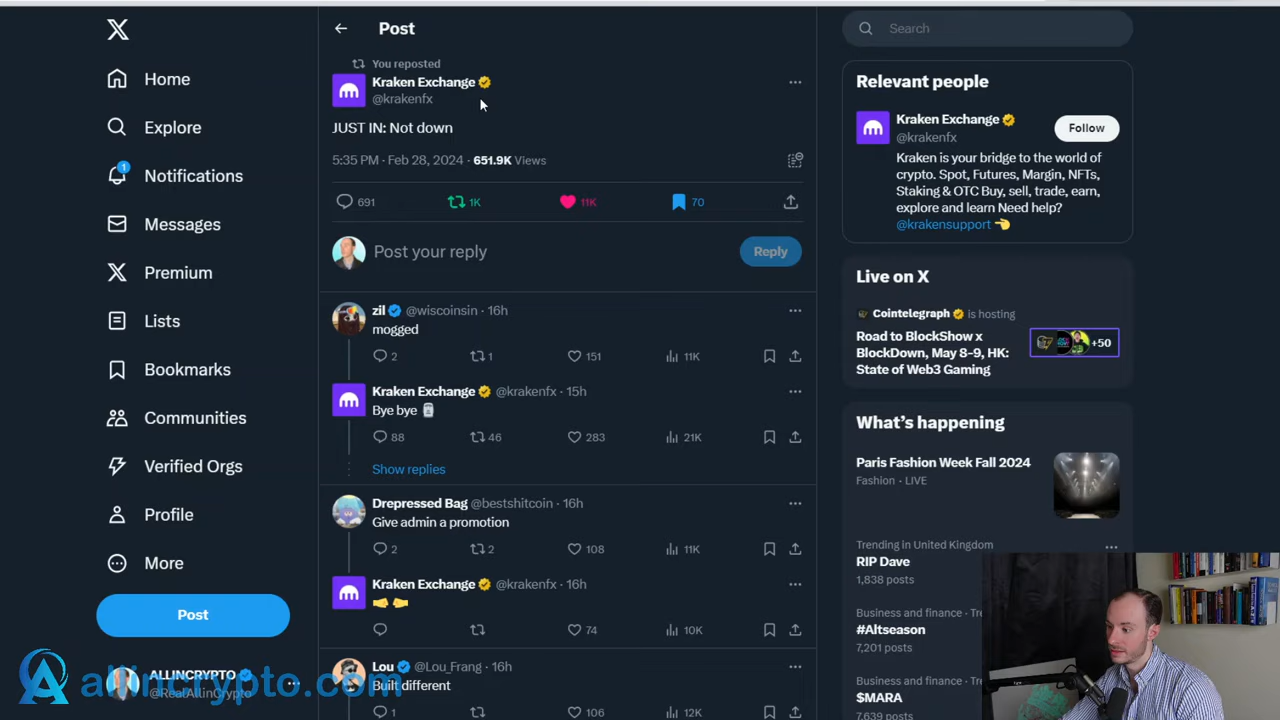 Home
Explore
1
Notifications
Messages
Premium
Lists
Bookmarks
Communities
Verified Orgs
Profile
More
Post
ALLINCRYPTO
@RealAllinCrypto
allincrypto.com
Post
You reposted
Kraken Exchange
@krakenfx
JUST IN: Not down
5:35 PM · Feb 28, 2024 · 651.9K Views
691 1K 11K 70
Post your reply
Reply
zil @wiscoinsin · 16h
mogged
2 1 151 11K
Kraken Exchange @krakenfx · 15h
Bye bye
88 46 283 21K
Show replies
Drepressed Bag @bestshitcoin · 16h
Give admin a promotion
2 2 108 11K
Kraken Exchange @krakenfx · 16h
74 10K
Lou @Lou_Frang · 16h
Built different
1 106 12K
Search
Relevant people
Kraken Exchange
@krakenfx
Follow
Kraken is your bridge to the world of
crypto. Spot, Futures, Margin, NFTs,
Staking & OTC Buy, sell, trade, earn,
explore and learn Need help?
@krakensupport
Live on X
Cointelegraph is hosting
Road to BlockShow x
BlockDown, May 8-9, HK:
State of Web3 Gaming
+50
What's happening
Paris Fashion Week Fall 2024
Fashion · LIVE
Trending in United Kingdom
RIP Dave
1,838 posts
Business and finance · Tre
#Altseason
7,201 posts
Business and finance · Tre
$MARA
7,639 posts